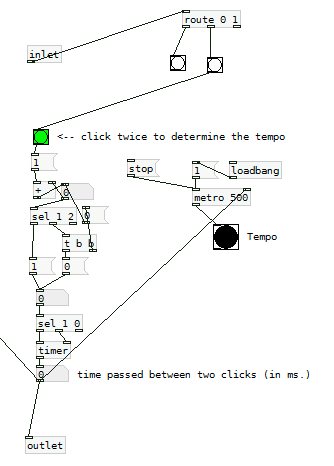 route 0 1
inlet
<-- click twice to determine the tempo
1
stop
1
loadbang
+
0
metro 500
sel 1 2
0
Tempo
t b b
1
0
0
sel 1 0
timer
0
time passed between two clicks (in ms.)
outlet